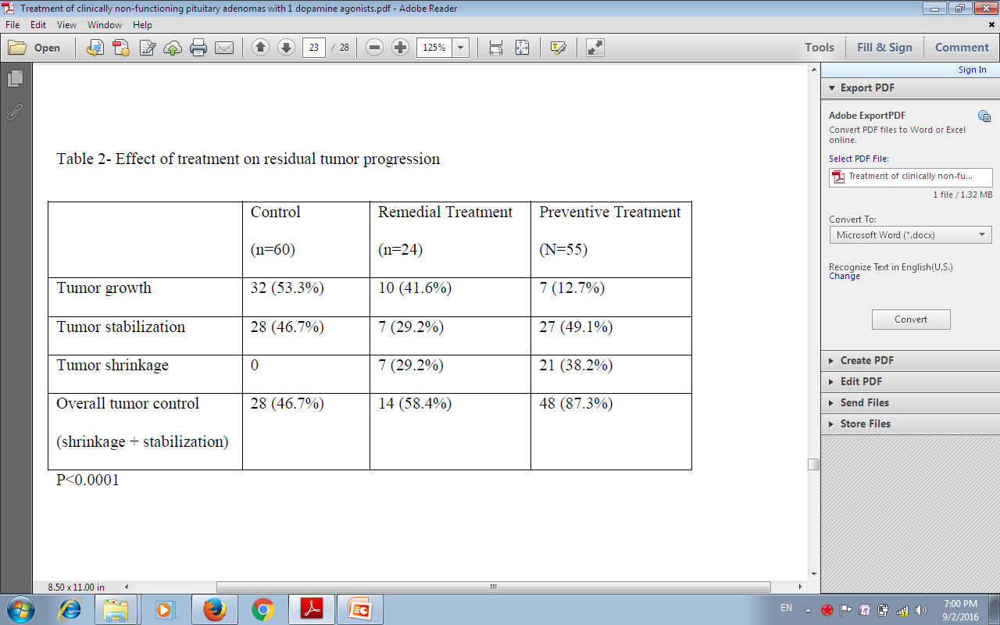 Treatment of clinically non-functioning pituitary adenomas with 1 dopamine agonists.pdf - Adobe Reader
File Edit View Window Help
Open 23 / 28 125% Tools Fill & Sign Comment
Sign In
Export PDF
Adobe ExportPDF
Convert PDF files to Word or Excel
online.
Select PDF File:
Treatment of clinically non-fu...
1 file / 1.32 MB
Convert To:
Microsoft Word (*.docx)
Recognize Text in English(U.S.)
Change
Convert
Create PDF
Edit PDF
Send Files
Store Files
Table 2- Effect of treatment on residual tumor progression
Control Remedial Treatment Preventive Treatment
(n=60) (n=24) (N=55)
Tumor growth 32 (53.3%) 10 (41.6%) 7 (12.7%)
Tumor stabilization 28 (46.7%) 7 (29.2%) 27 (49.1%)
Tumor shrinkage 0 7 (29.2%) 21 (38.2%)
Overall tumor control 28 (46.7%) 14 (58.4%) 48 (87.3%)
(shrinkage + stabilization)
P<0.0001
8.50 x 11.00 in
EN
7:00 PM
9/2/2016